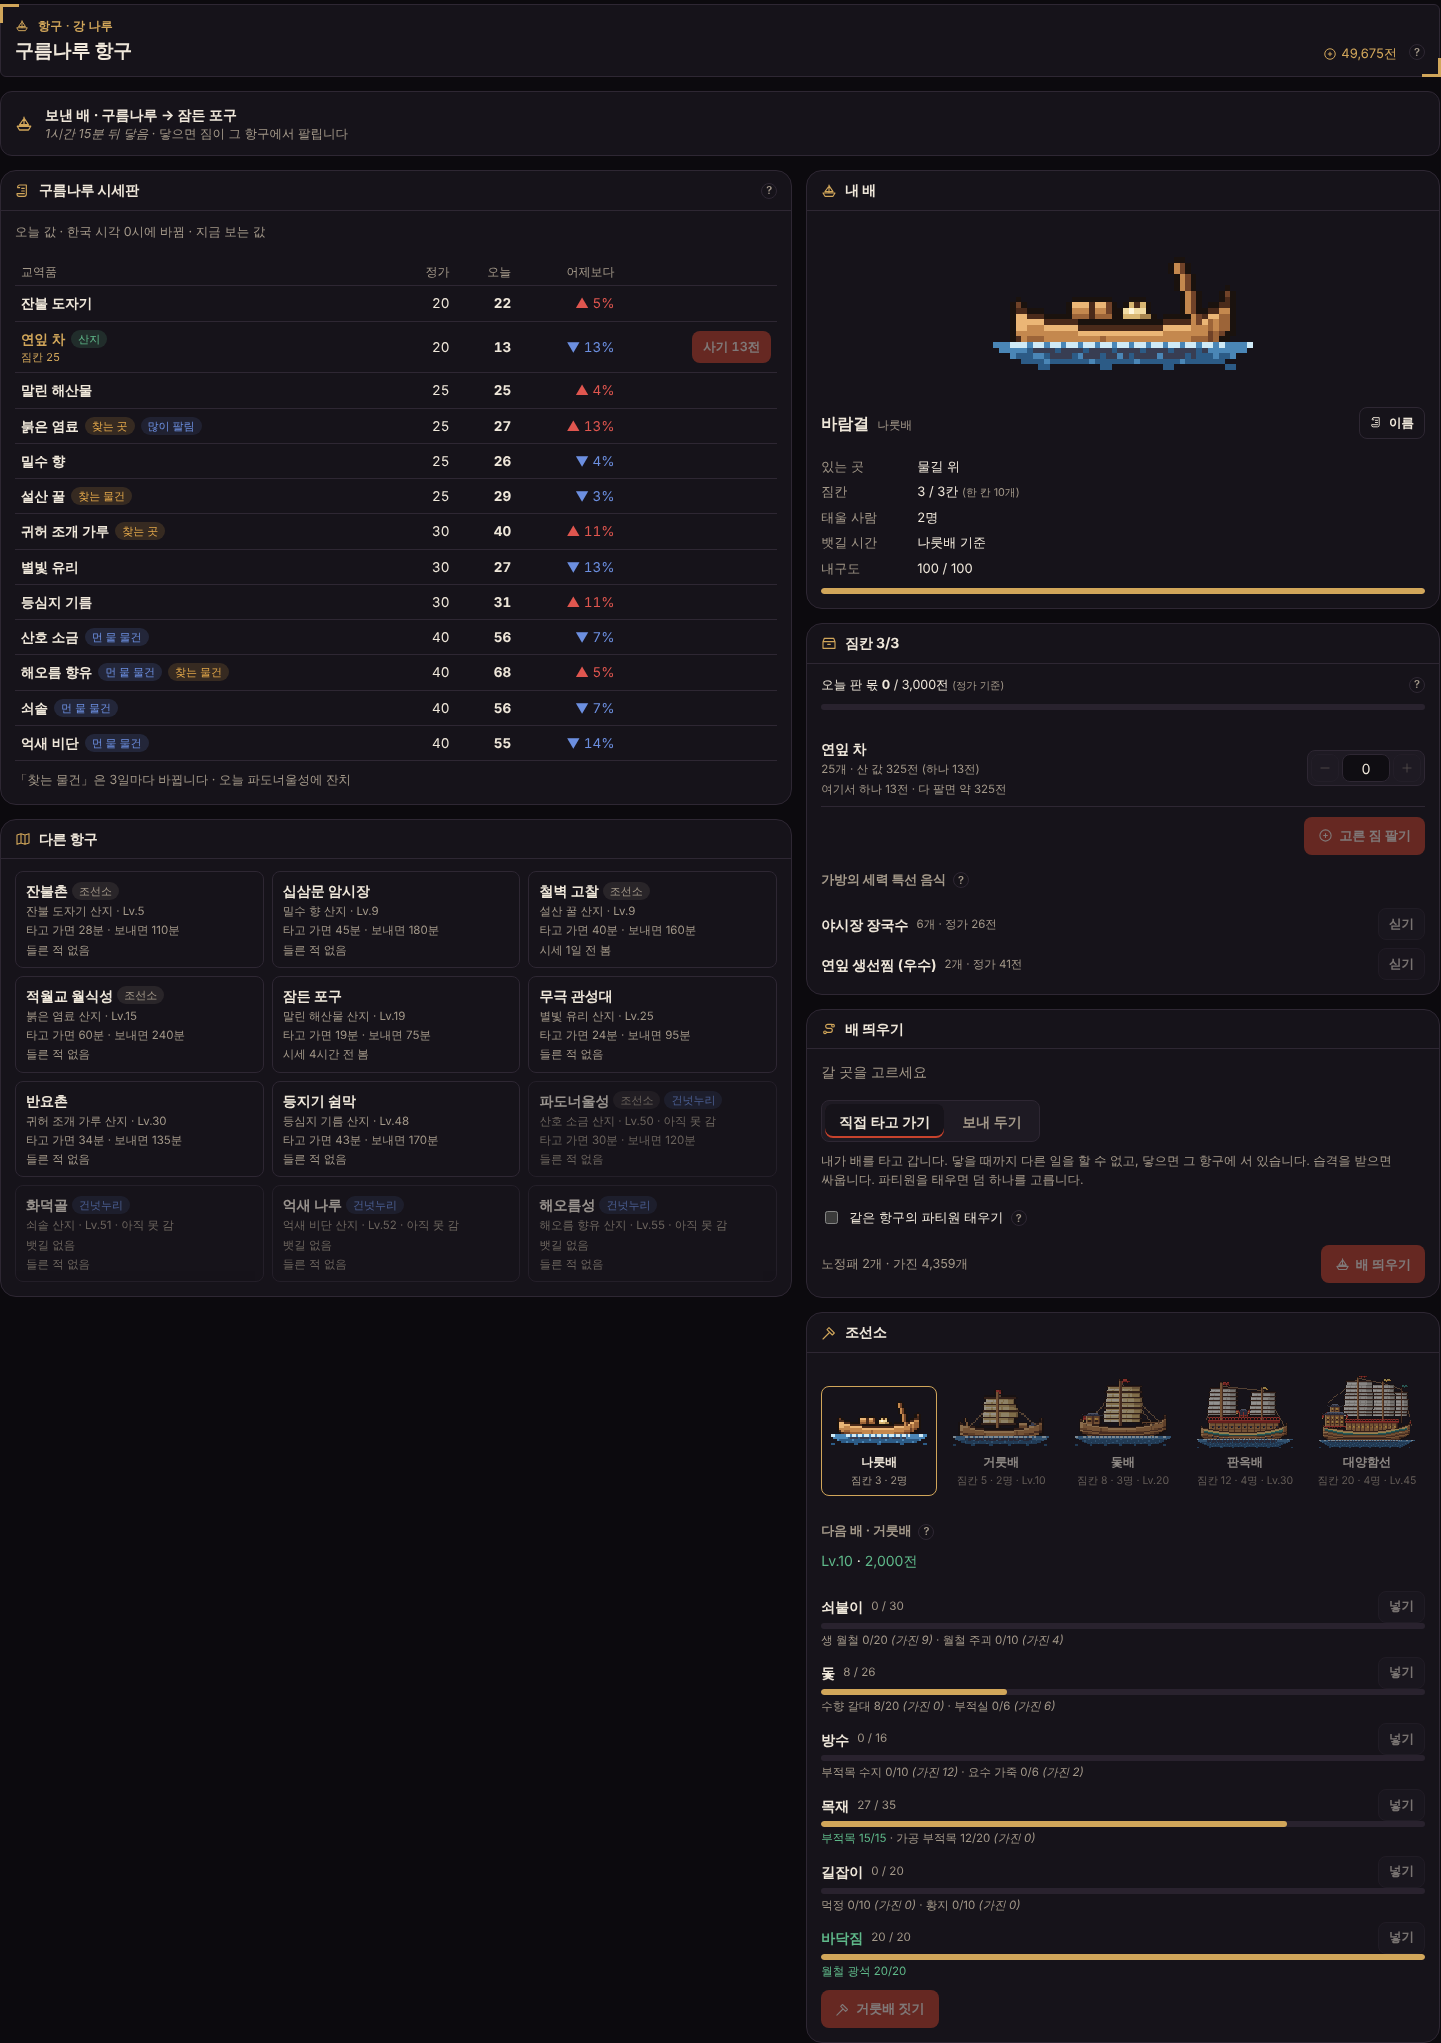 항구 · 강 나루
구름나루 항구
49,675전 ?
보낸 배 · 구름나루 → 잠든 포구
1시간 15분 뒤 닿음 · 닿으면 짐이 그 항구에서 팔립니다
구름나루 시세판 ?
오늘 값 · 한국 시각 0시에 바뀜 · 지금 보는 값
교역품 정가 오늘 어제보다
잔불 도자기 20 22 ▲ 5%
연잎 차 산지 20 13 ▼ 13% 사기 13전
짐칸 25
말린 해산물 25 25 ▲ 4%
붉은 염료 찾는 곳 많이 팔림 25 27 ▲ 13%
밀수 향 25 26 ▼ 4%
설산 꿀 찾는 물건 25 29 ▼ 3%
귀허 조개 가루 찾는 곳 30 40 ▲ 11%
별빛 유리 30 27 ▼ 13%
등심지 기름 30 31 ▲ 11%
산호 소금 먼 뭍 물건 40 56 ▼ 7%
해오름 향유 먼 뭍 물건 찾는 물건 40 68 ▲ 5%
쇠솥 먼 뭍 물건 40 56 ▼ 7%
억새 비단 먼 뭍 물건 40 55 ▼ 14%
「찾는 물건」은 3일마다 바뀝니다 · 오늘 파도너울성에 잔치
다른 항구
잔불촌 조선소
잔불 도자기 산지 · Lv.5
타고 가면 28분 · 보내면 110분
들른 적 없음
십삼문 암시장
밀수 향 산지 · Lv.9
타고 가면 45분 · 보내면 180분
들른 적 없음
철벽 고찰 조선소
설산 꿀 산지 · Lv.9
타고 가면 40분 · 보내면 160분
시세 1일 전 봄
적월교 월식성 조선소
붉은 염료 산지 · Lv.15
타고 가면 60분 · 보내면 240분
들른 적 없음
잠든 포구
말린 해산물 산지 · Lv.19
타고 가면 19분 · 보내면 75분
시세 4시간 전 봄
무극 관성대
별빛 유리 산지 · Lv.25
타고 가면 24분 · 보내면 95분
들른 적 없음
반요촌
귀허 조개 가루 산지 · Lv.30
타고 가면 34분 · 보내면 135분
들른 적 없음
등지기 쉼막
등심지 기름 산지 · Lv.48
타고 가면 43분 · 보내면 170분
들른 적 없음
파도너울성 조선소 건넛누리
산호 소금 산지 · Lv.50 · 아직 못 감
타고 가면 30분 · 보내면 120분
들른 적 없음
화덕골 건넛누리
쇠솥 산지 · Lv.51 · 아직 못 감
뱃길 없음
들른 적 없음
억새 나루 건넛누리
억새 비단 산지 · Lv.52 · 아직 못 감
뱃길 없음
들른 적 없음
해오름성 건넛누리
해오름 향유 산지 · Lv.55 · 아직 못 감
뱃길 없음
들른 적 없음
내 배
바람결 나룻배 이름
있는 곳 물길 위
짐칸 3 / 3칸 (한 칸 10개)
태울 사람 2명
뱃길 시간 나룻배 기준
내구도 100 / 100
짐칸 3/3
오늘 판 몫 0 / 3,000전 (정가 기준) ?
연잎 차
25개 · 산 값 325전 (하나 13전)
여기서 하나 13전 · 다 팔면 약 325전
− 0 +
고른 짐 팔기
가방의 세력 특선 음식 ?
야시장 장국수 6개 · 정가 26전 싣기
연잎 생선찜 (우수) 2개 · 정가 41전 싣기
배 띄우기
갈 곳을 고르세요
직접 타고 가기 보내 두기
내가 배를 타고 갑니다. 닿을 때까지 다른 일을 할 수 없고, 닿으면 그 항구에 서 있습니다. 습격을 받으면
싸웁니다. 파티원을 태우면 덤 하나를 고릅니다.
같은 항구의 파티원 태우기 ?
노정패 2개 · 가진 4,359개 배 띄우기
조선소
나룻배
짐칸 3 · 2명
거룻배
짐칸 5 · 2명 · Lv.10
돛배
짐칸 8 · 3명 · Lv.20
판옥배
짐칸 12 · 4명 · Lv.30
대양함선
짐칸 20 · 4명 · Lv.45
다음 배 · 거룻배 ?
Lv.10 · 2,000전
쇠붙이 0 / 30 넣기
생 월철 0/20 (가진 9) · 월철 주괴 0/10 (가진 4)
돛 8 / 26 넣기
수향 갈대 8/20 (가진 0) · 부적실 0/6 (가진 6)
방수 0 / 16 넣기
부적목 수지 0/10 (가진 12) · 요수 가죽 0/6 (가진 2)
목재 27 / 35 넣기
부적목 15/15 · 가공 부적목 12/20 (가진 0)
길잡이 0 / 20 넣기
먹정 0/10 (가진 0) · 황지 0/10 (가진 0)
바닥짐 20 / 20 넣기
월철 광석 20/20
거룻배 짓기